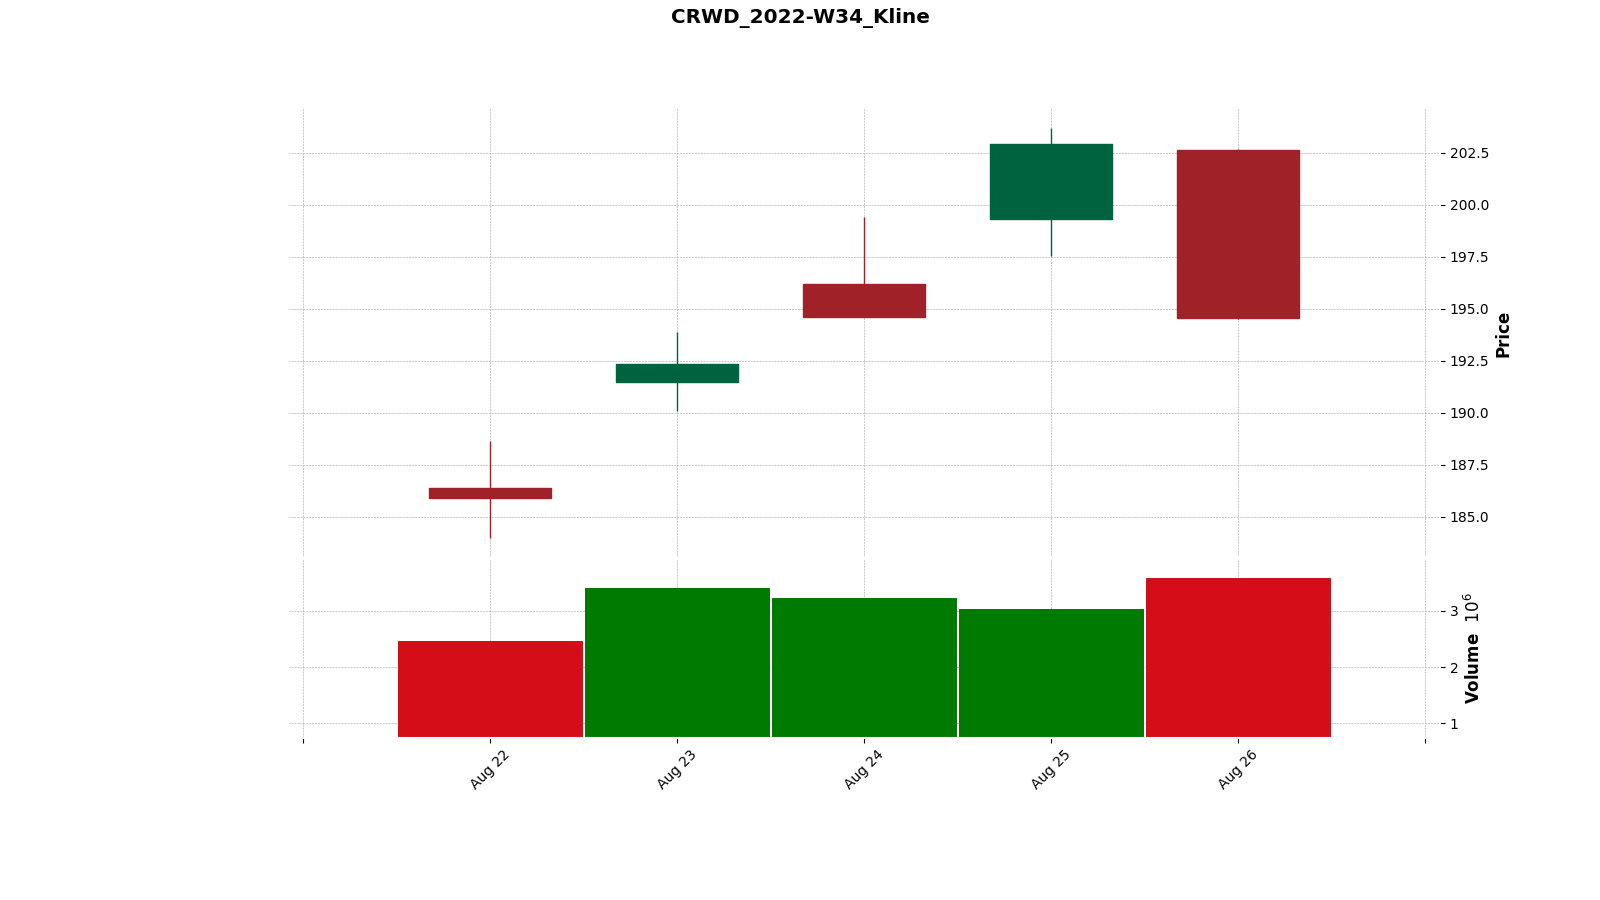 CRWD_2022-W34_Kline
202.5
200.0
197.5
195.0
192.5
190.0
187.5
185.0
Price
3
2
1
Volume 10^6
Aug 22
Aug 23
Aug 24
Aug 25
Aug 26